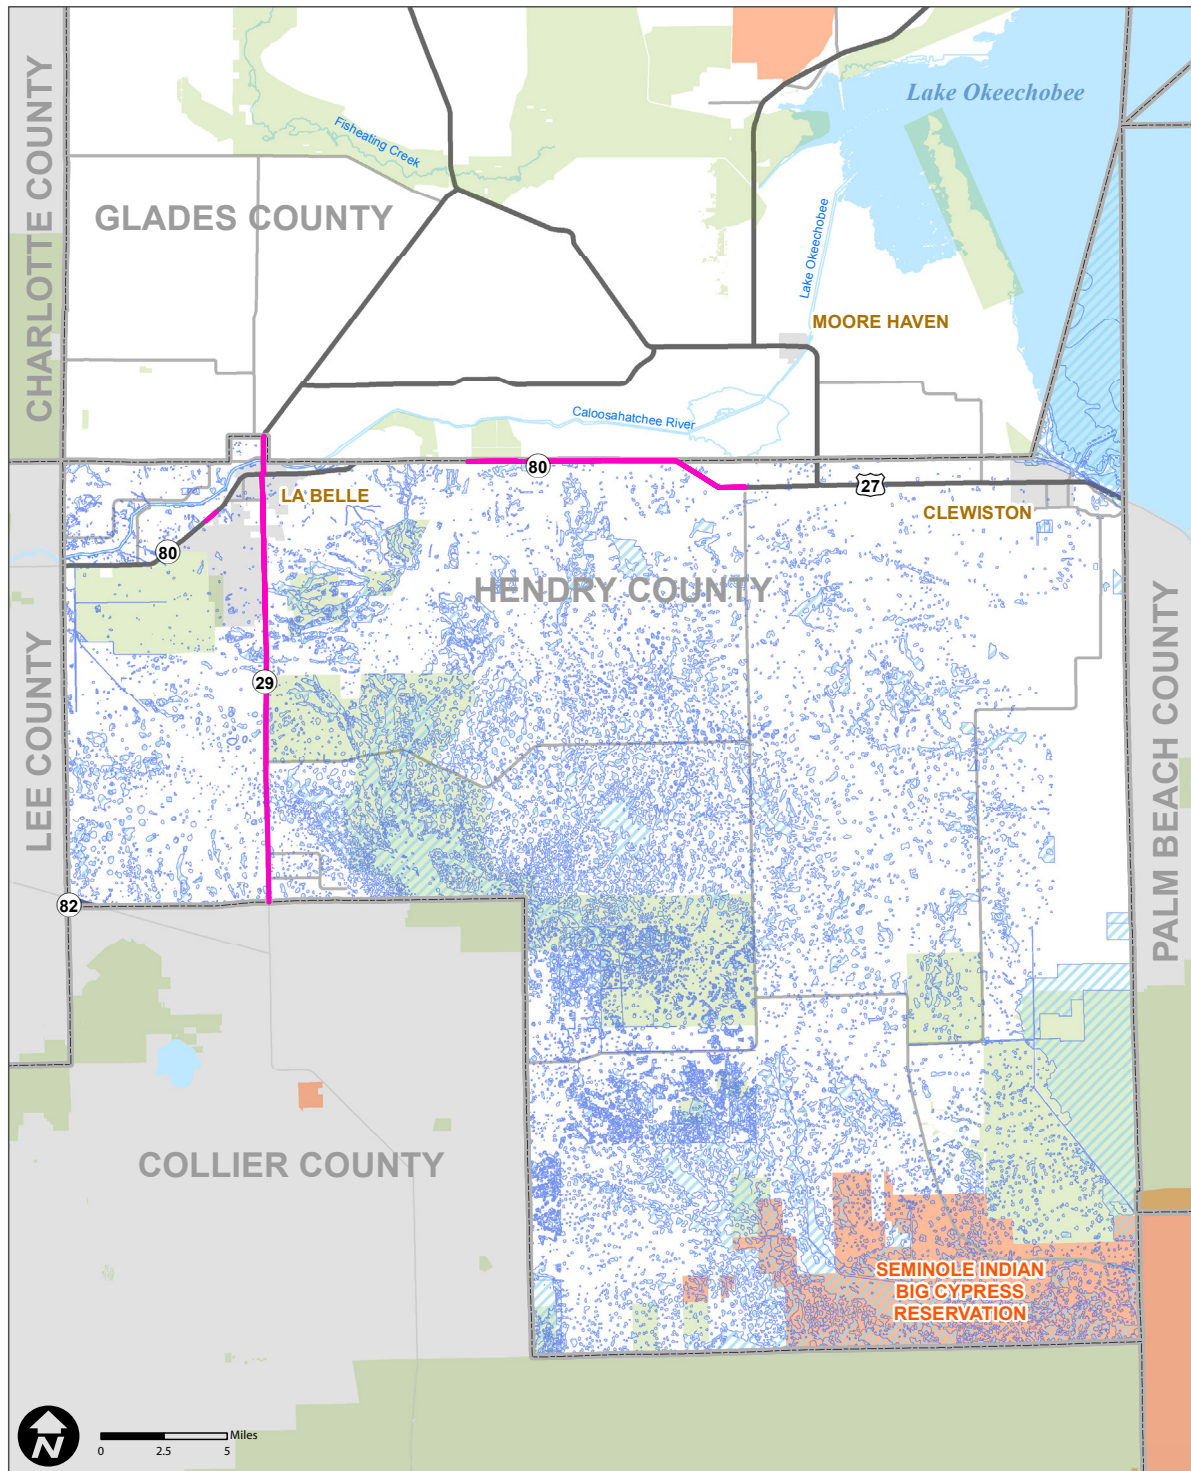 Lake Okeechobee
CHARLOTTE COUNTY
Fisheating Creek
GLADES COUNTY
Lake Okeechobee
MOORE HAVEN
Caloosahatchee River
80
27
LA BELLE
CLEWISTON
80
HENDRY COUNTY
LEE COUNTY
29
PALM BEACH COUNTY
82
COLLIER COUNTY
SEMINOLE INDIAN
BIG CYPRESS
RESERVATION
N
Miles
0 2.5 5